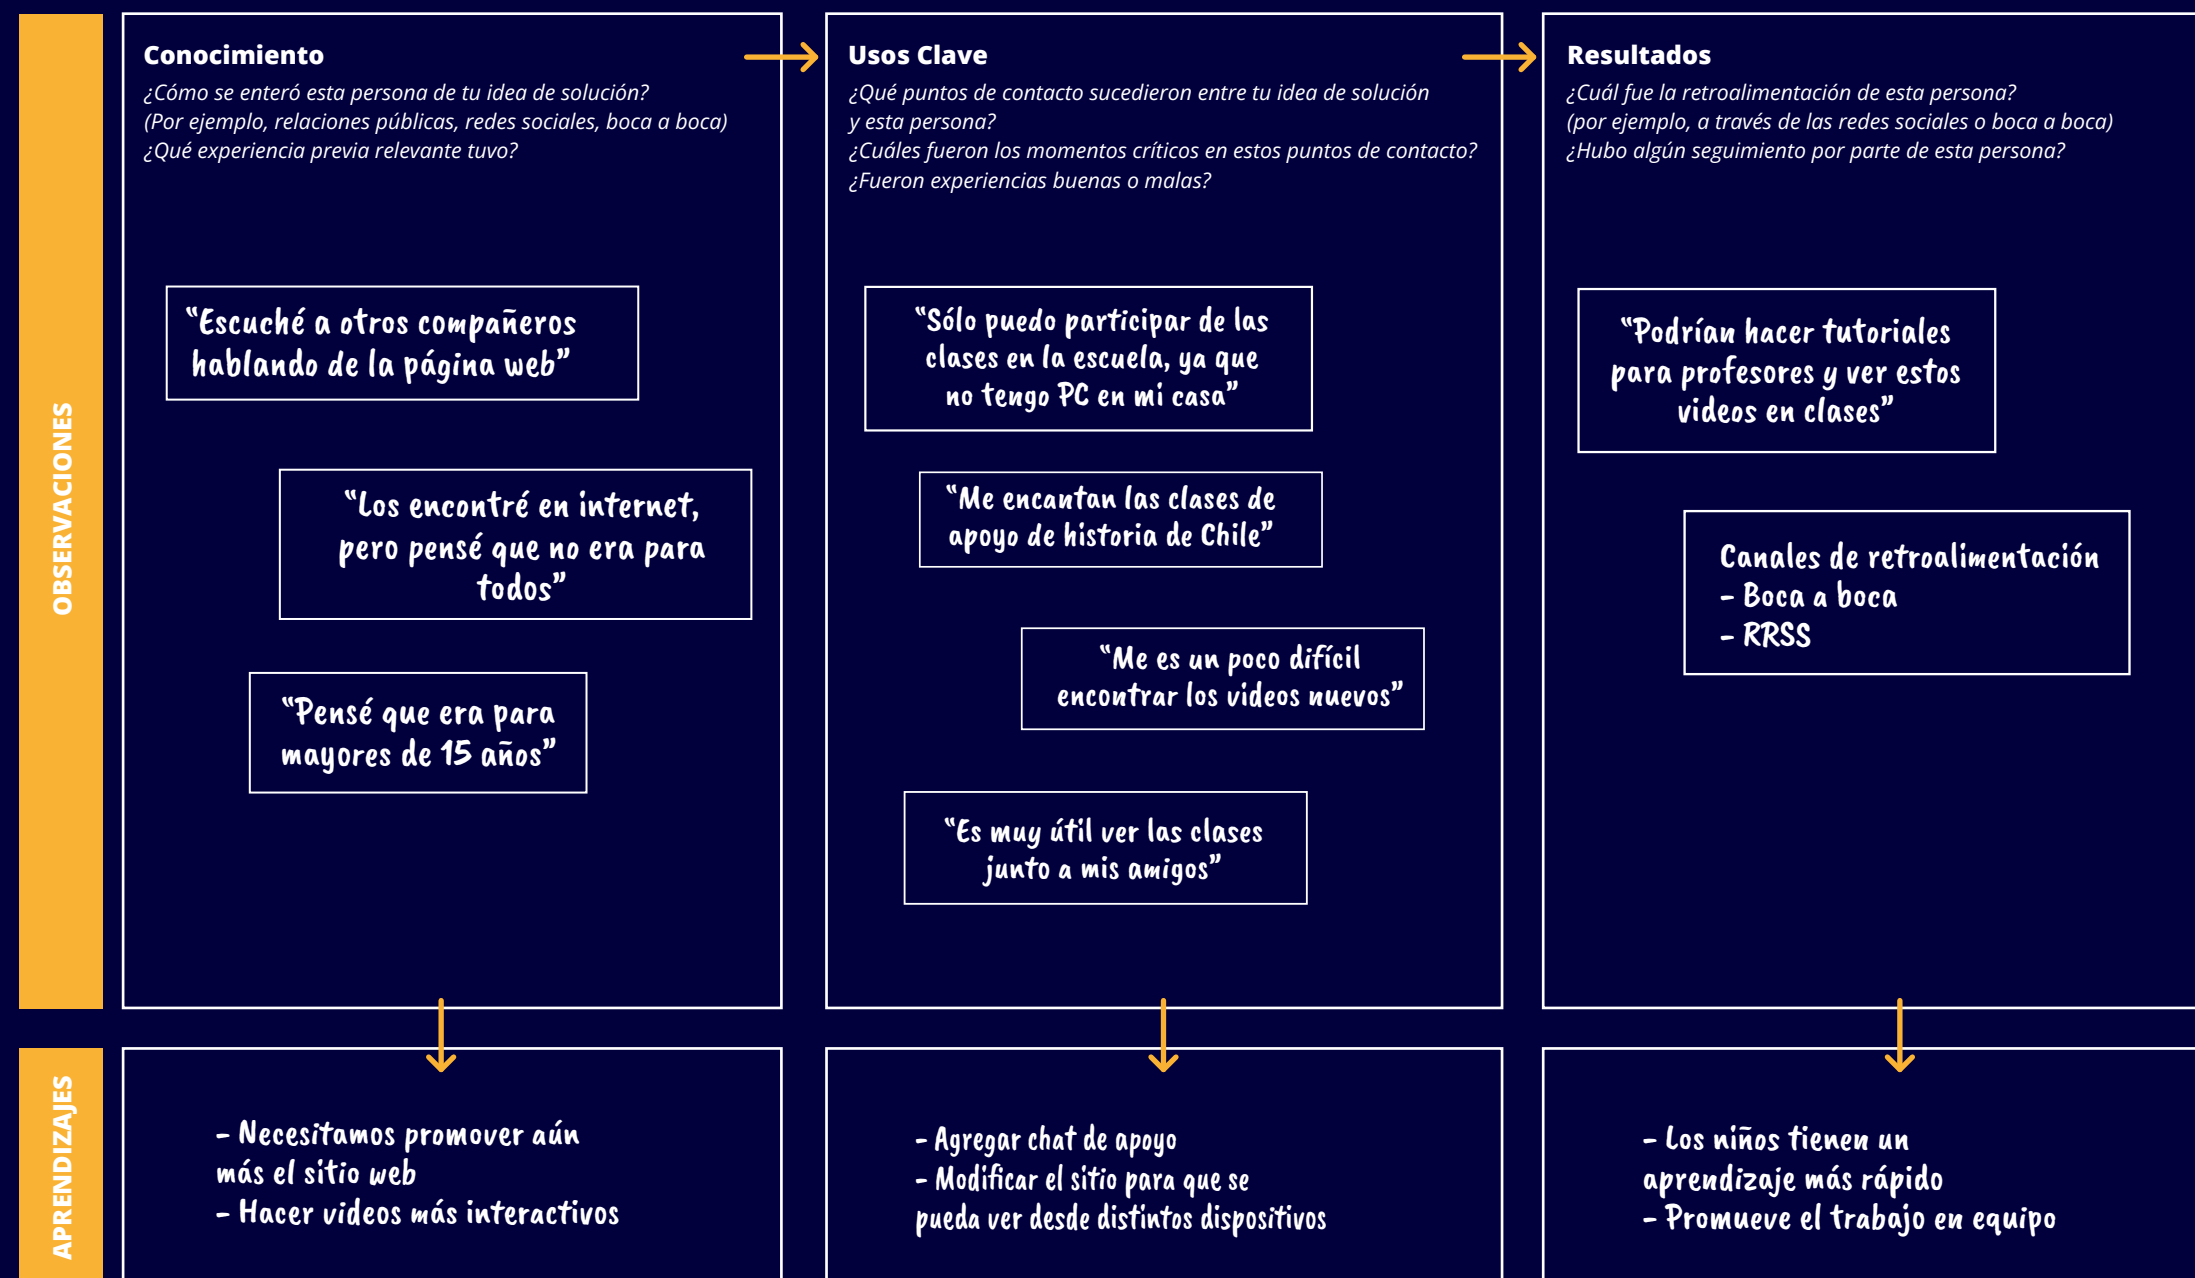 OBSERVACIONES
Conocimiento
¿Cómo se enteró esta persona de tu idea de solución?
(Por ejemplo, relaciones públicas, redes sociales, boca a boca)
¿Qué experiencia previa relevante tuvo?
“Escuché a otros compañeros
hablando de la página web”
“Los encontré en internet,
pero pensé que no era para
todos”
“Pensé que era para
mayores de 15 años”
Usos Clave
¿Qué puntos de contacto sucedieron entre tu idea de solución
y esta persona?
¿Cuáles fueron los momentos críticos en estos puntos de contacto?
¿Fueron experiencias buenas o malas?
“Sólo puedo participar de las
clases en la escuela, ya que
no tengo PC en mi casa”
“Me encantan las clases de
apoyo de historia de Chile”
“Me es un poco difícil
encontrar los videos nuevos”
“Es muy útil ver las clases
junto a mis amigos”
Resultados
¿Cuál fue la retroalimentación de esta persona?
(por ejemplo, a través de las redes sociales o boca a boca)
¿Hubo algún seguimiento por parte de esta persona?
“Podrían hacer tutoriales
para profesores y ver estos
videos en clases”
Canales de retroalimentación
- Boca a boca
- RRSS
APRENDIZAJES
- Necesitamos promover aún
más el sitio web
- Hacer videos más interactivos
- Agregar chat de apoyo
- Modificar el sitio para que se
pueda ver desde distintos dispositivos
- Los niños tienen un
aprendizaje más rápido
- Promueve el trabajo en equipo